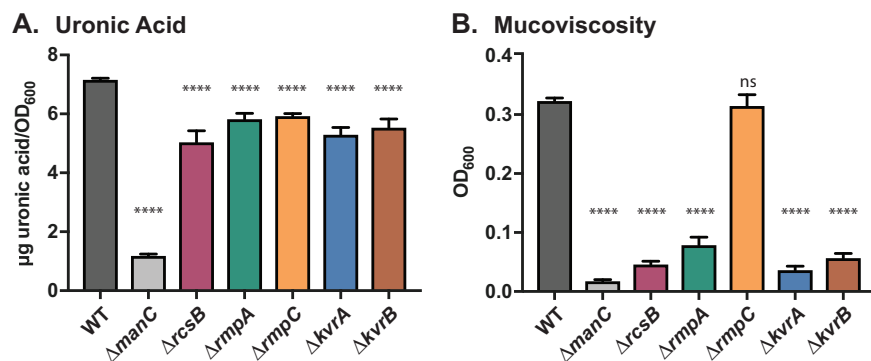 A. Uronic Acid
µg uronic acid/OD600
8
6
4
2
0
****
****
****
****
****
****
WT
ΔmanC
ΔrcsB
ΔrmpA
ΔrmpC
ΔkvrA
ΔkvrB
B. Mucoviscosity
OD600
0.4
0.3
0.2
0.1
0.0
****
****
****
ns
****
****
WT
ΔmanC
ΔrcsB
ΔrmpA
ΔrmpC
ΔkvrA
ΔkvrB